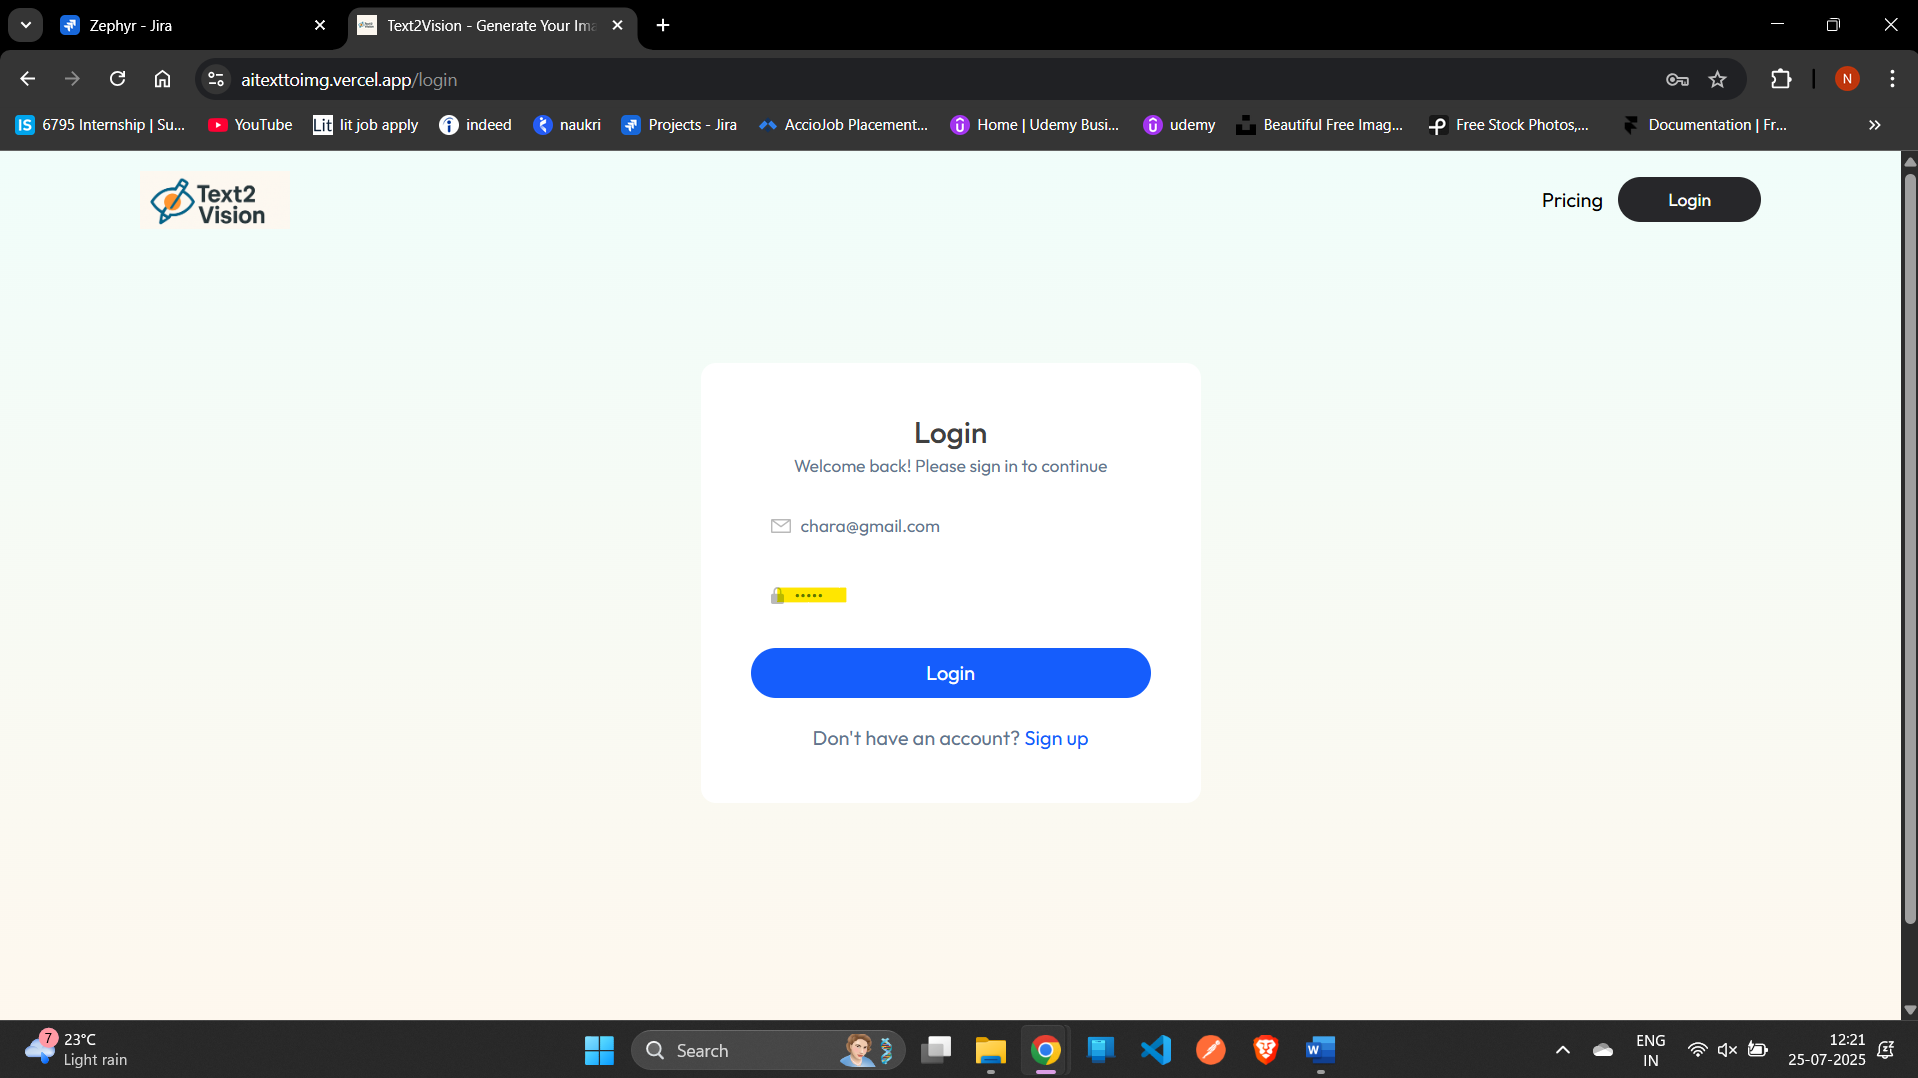 Zephyr - Jira
Text2Vision - Generate Your Ima
aitexttoimg.vercel.app/login
N
IS 6795 Internship | Su...
YouTube
Lit lit job apply
indeed
naukri
Projects - Jira
AccioJob Placement...
Home | Udemy Busi...
udemy
Beautiful Free Imag...
Free Stock Photos,...
Documentation | Fr...
Text2
Vision
Pricing
Login
Login
Welcome back! Please sign in to continue
chara@gmail.com
•••••
Login
Don't have an account? Sign up
7
23°C
Light rain
Search
W
ENG
IN
12:21
25-07-2025